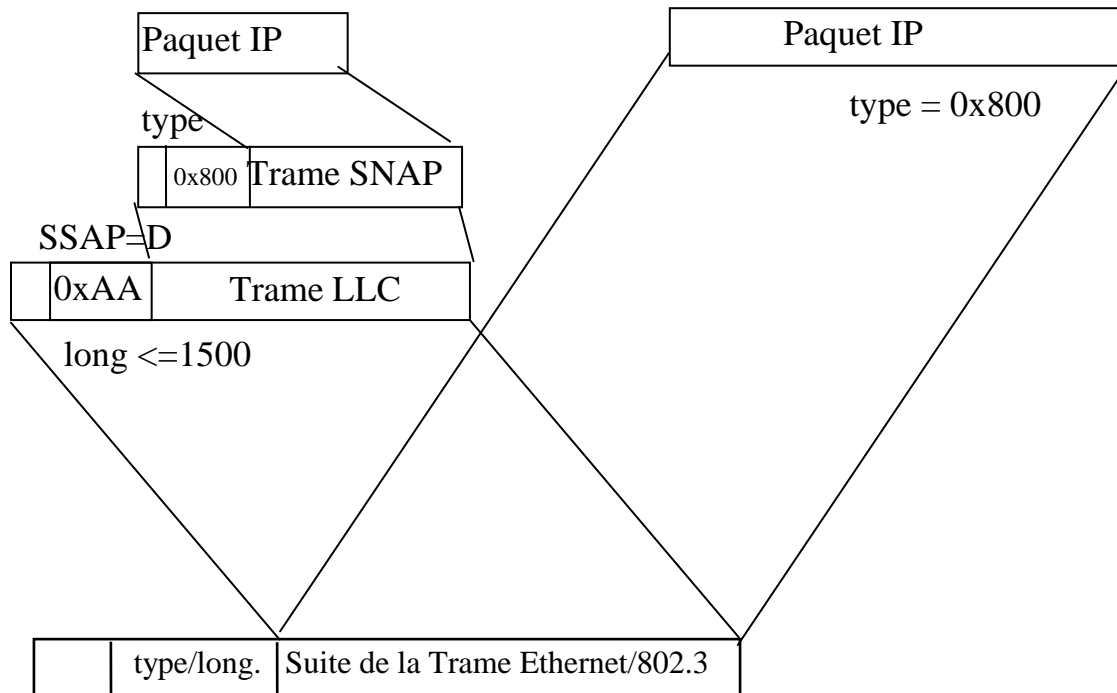 Paquet IP
Paquet IP
type = 0x800
type
0x800
Trame SNAP
SSAP=D
0xAA
Trame LLC
long <=1500
type/long.
Suite de la Trame Ethernet/802.3